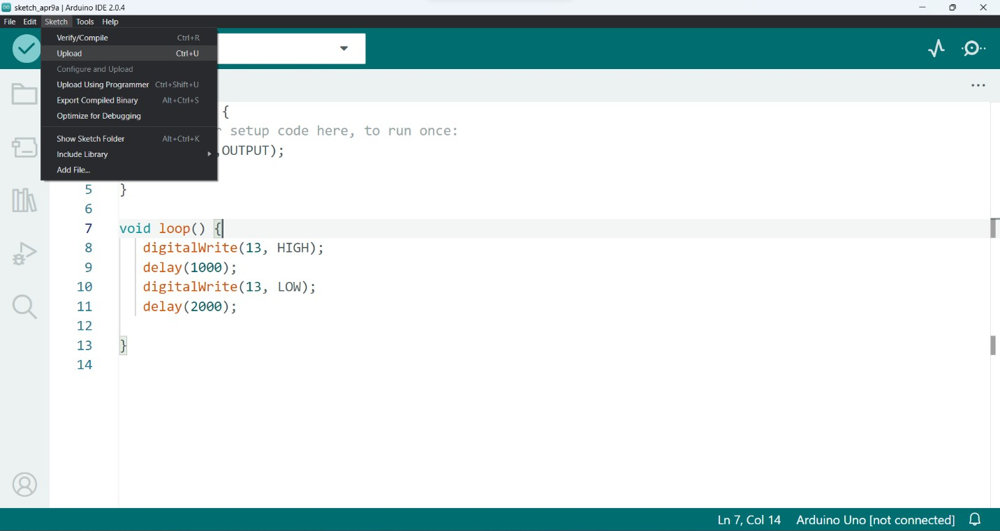 sketch_apr9a | Arduino IDE 2.0.4
File Edit Sketch Tools Help
Verify/Compile Ctrl+R
Upload Ctrl+U
Configure and Upload
Upload Using Programmer Ctrl+Shift+U
Export Compiled Binary Alt+Ctrl+S
Optimize for Debugging
Show Sketch Folder Alt+Ctrl+K
Include Library
Add File...
{
setup code here, to run once:
,OUTPUT);
5 }
6
7 void loop() {
8 digitalWrite(13, HIGH);
9 delay(1000);
10 digitalWrite(13, LOW);
11 delay(2000);
12
13 }
14
Ln 7, Col 14 Arduino Uno [not connected]